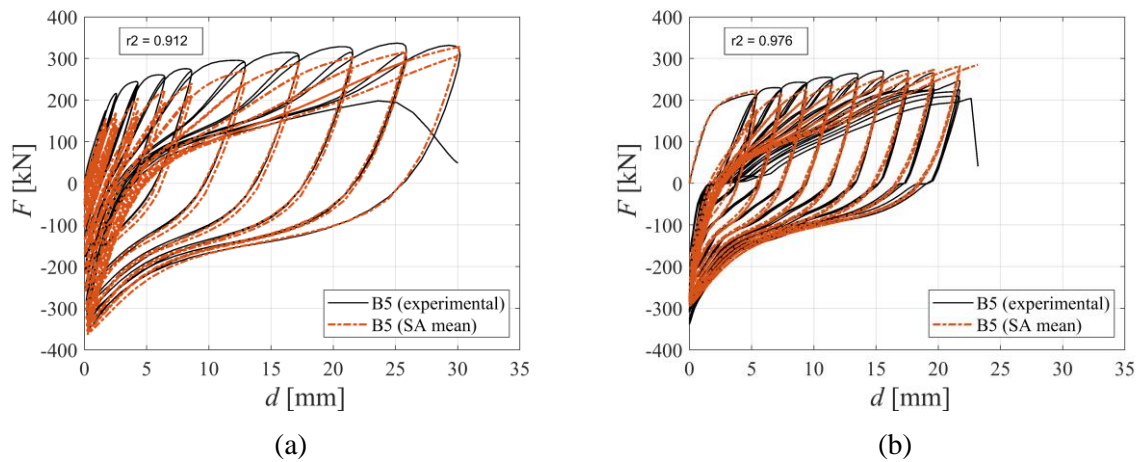 400
300
200
100
0
-100
-200
-300
-400
F [kN]
r2 = 0.912
B5 (experimental)
B5 (SA mean)
0 5 10 15 20 25 30 35
d [mm]
(a)
400
300
200
100
0
-100
-200
-300
-400
F [kN]
r2 = 0.976
B5 (experimental)
B5 (SA mean)
0 5 10 15 20 25 30 35
d [mm]
(b)